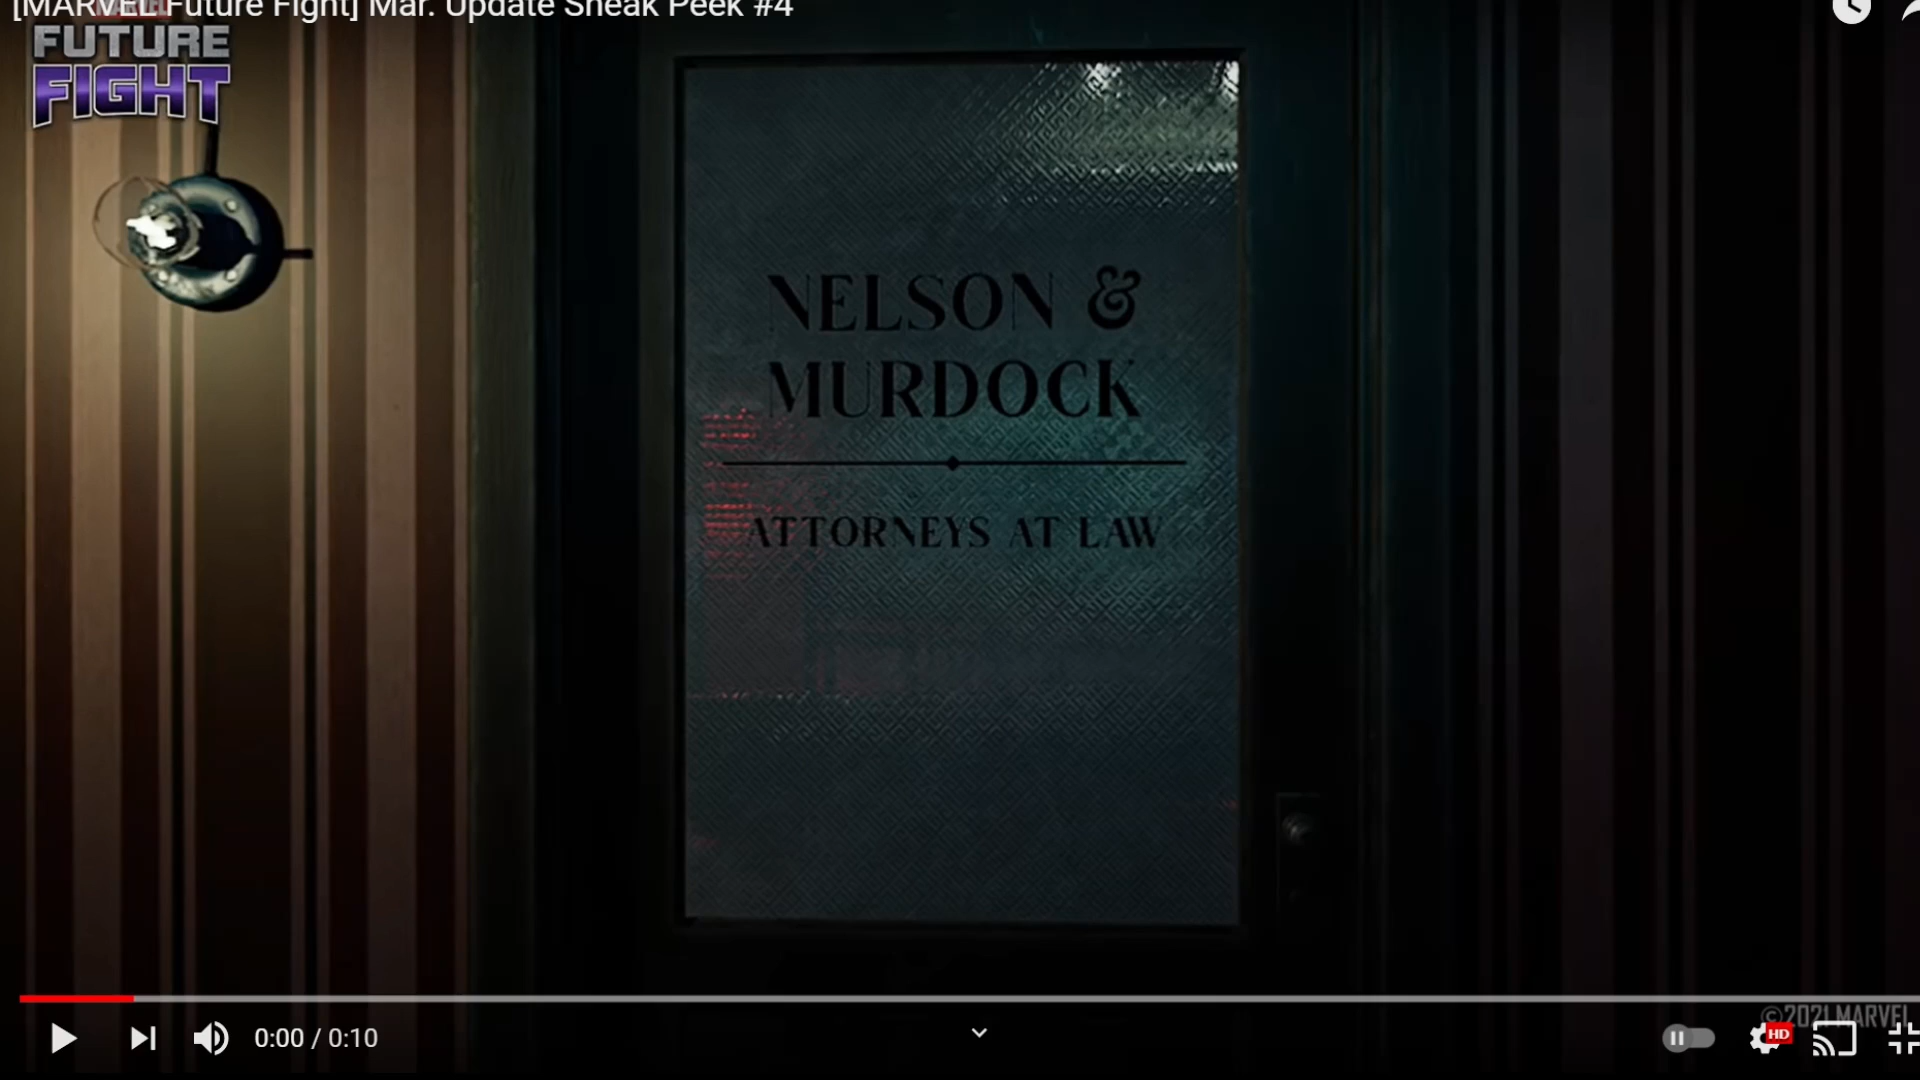 [MARVEL Future Fight] Mar. Update Sneak Peek #4
MARVEL
FUTURE
FIGHT
NELSON &
MURDOCK
ATTORNEYS AT LAW
©2021 MARVEL
0:00 / 0:10
HD